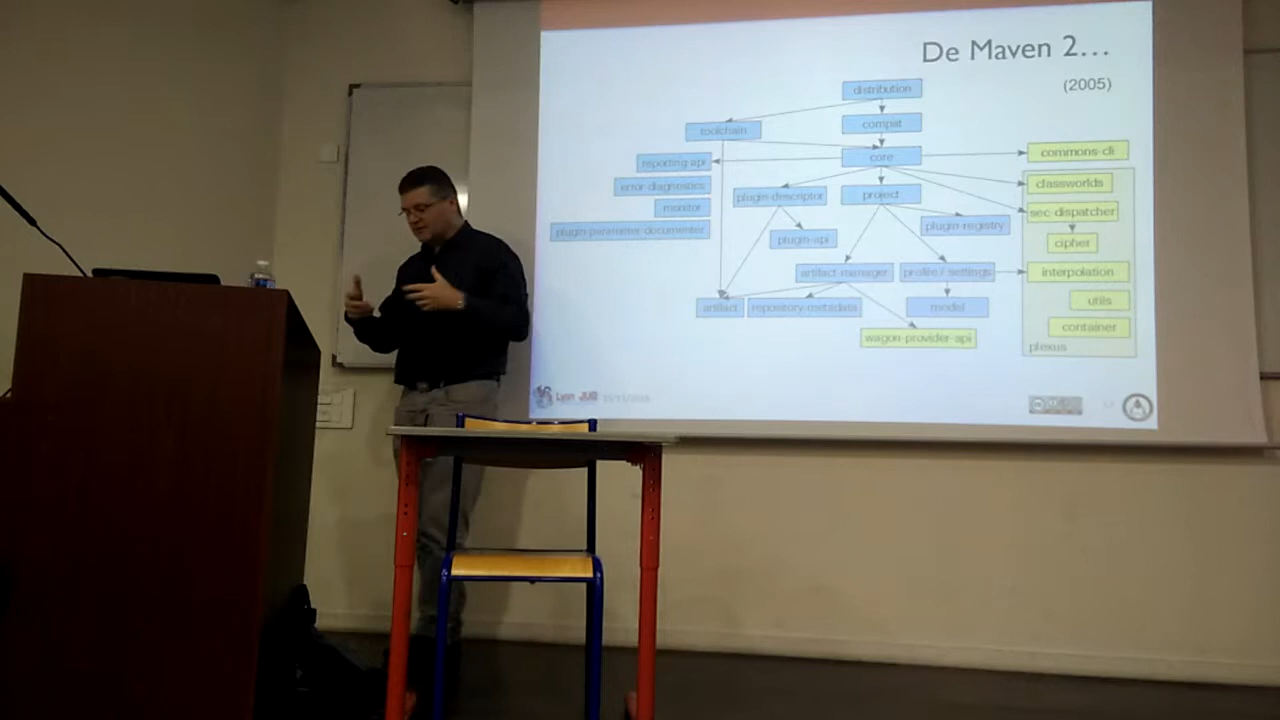 De Maven 2...
(2005)
distribution
toolchain
compat
core
commons-cli
reporting-api
error-diagnostics
monitor
plugin-parameter-documenter
plugin-descriptor
project
classworlds
sec-dispatcher
plugin-api
plugin-registry
cipher
artifact-manager
profile / settings
interpolation
artifact
repository-metadata
model
utils
wagon-provider-api
container
plexus
Lyon JUG